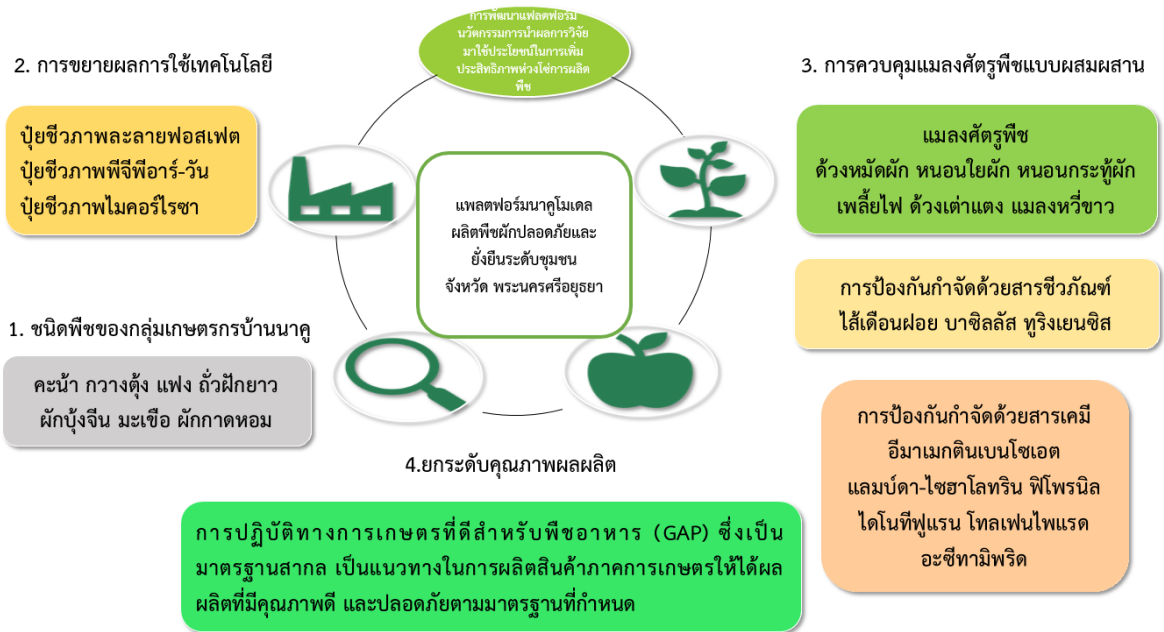 การพัฒนาแฟลตฟอร์ม
นวัตกรรมการนำผลการวิจัย
มาใช้ประโยชน์ในการเพิ่ม
ประสิทธิภาพห่วงโซ่การผลิต
พืช
2. การขยายผลการใช้เทคโนโลยี
ปุ๋ยชีวภาพละลายฟอสเฟต
ปุ๋ยชีวภาพพีจีพีอาร์-วัน
ปุ๋ยชีวภาพไมคอร์ไรซา
1. ชนิดพืชของกลุ่มเกษตรกรบ้านนาคู
คะน้า กวางตุ้ง แฟง ถั่วฝักยาว
ผักบุ้งจีน มะเขือ ผักกาดหอม
แพลตฟอร์มนาคูโมเดล
ผลิตพืชผักปลอดภัยและ
ยั่งยืนระดับชุมชน
จังหวัด พระนครศรีอยุธยา
3. การควบคุมแมลงศัตรูพืชแบบผสมผสาน
แมลงศัตรูพืช
ด้วงหมัดผัก หนอนใยผัก หนอนกระทู้ผัก
เพลี้ยไฟ ด้วงเต่าแตง แมลงหวี่ขาว
การป้องกันกำจัดด้วยสารชีวภัณฑ์
ไส้เดือนฝอย บาซิลลัส ทูริงเยนซิส
การป้องกันกำจัดด้วยสารเคมี
อีมาเมกตินเบนโซเอต
แลมบ์ดา-ไซฮาโลทริน ฟิโพรนิล
ไดโนทีฟูแรน โทลเฟนไพแรด
อะซีทามิพริด
4.ยกระดับคุณภาพผลผลิต
การปฏิบัติทางการเกษตรที่ดีสำหรับพืชอาหาร (GAP) ซึ่งเป็น
มาตรฐานสากล เป็นแนวทางในการผลิตสินค้าภาคการเกษตรให้ได้ผล
ผลิตที่มีคุณภาพดี และปลอดภัยตามมาตรฐานที่กำหนด